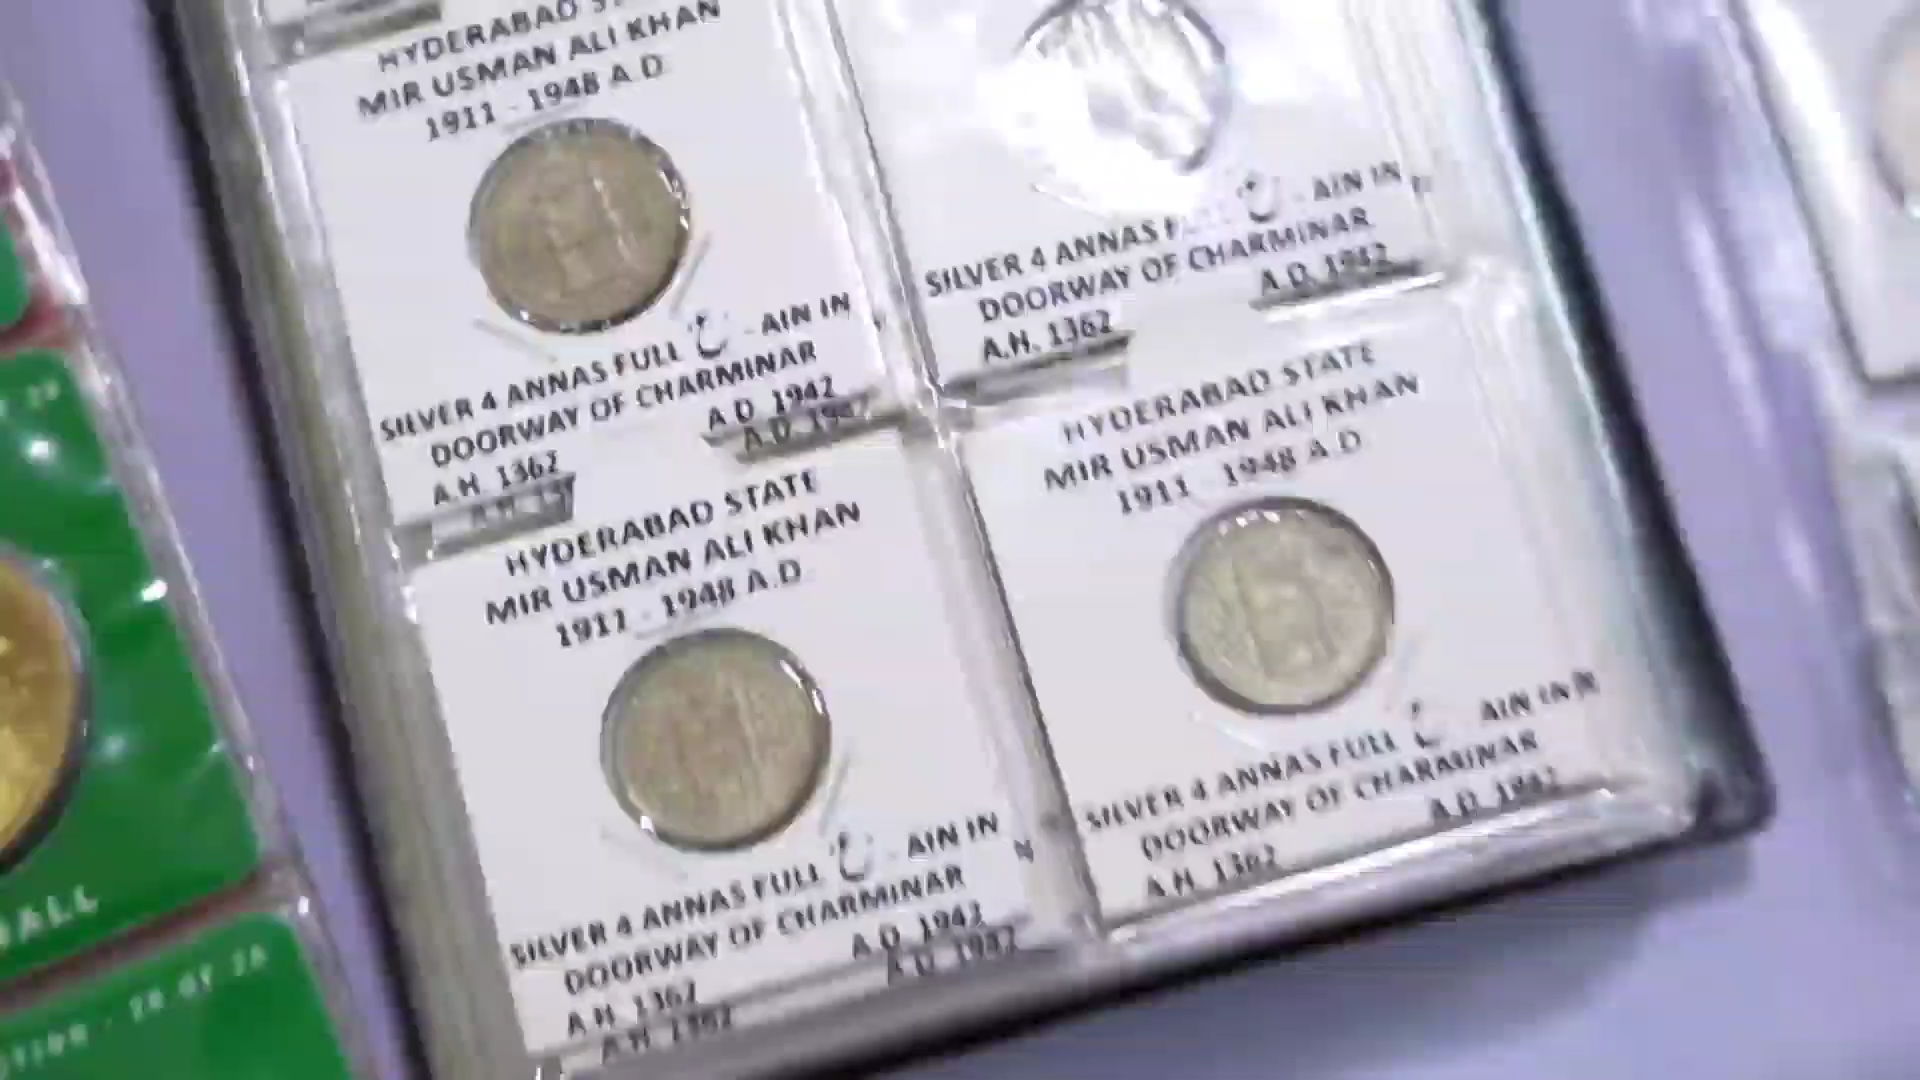 HYDERABAD
MIR USMAN ALI KHAN
1911 - 1948 A.D
SILVER 4 ANNAS FULL ن AIN IN
DOORWAY OF CHARMINAR
A.H. 1362 A.D 1942
SILVER 4 ANNAS AIN IN
DOORWAY OF CHARMINAR
A.H. 1362 A.D. 1942
HYDERABAD STATE
MIR USMAN ALI KHAN
1911 - 1948 A.D
SILVER 4 ANNAS FULL AIN IN
DOORWAY OF CHARMINAR
A.H 1362 A.D 1942
A.H 1362 A.D 1942
HYDERABAD STATE
MIR USMAN ALI KHAN
1911 - 1948 A.D
SILVER 4 ANNAS FULL AIN IN
DOORWAY OF CHARMINAR
A.H 1362 A.D. 1942